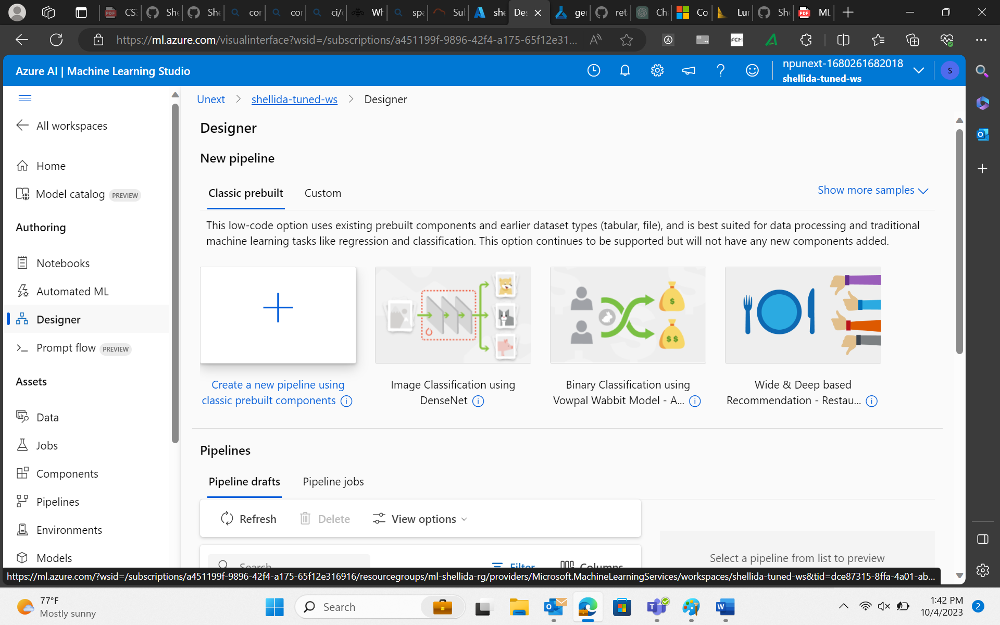 CS
She
She
cor
cor
ci/c
Wh
spa
Sul
she
Des
ger
ret
Ch
Co
Lur
She
ML
https://ml.azure.com/visualinterface?wsid=/subscriptions/a451199f-9896-42f4-a175-65f12e31...
FCM
Azure AI | Machine Learning Studio
npunext-1680261682018
shellida-tuned-ws
S
Unext > shellida-tuned-ws > Designer
All workspaces
Home
Model catalog PREVIEW
Authoring
Notebooks
Automated ML
Designer
Prompt flow PREVIEW
Assets
Data
Jobs
Components
Pipelines
Environments
Models
Designer
New pipeline
Classic prebuilt Custom
Show more samples
This low-code option uses existing prebuilt components and earlier dataset types (tabular, file), and is best suited for data processing and traditional
machine learning tasks like regression and classification. This option continues to be supported but will not have any new components added.
$
$$
Create a new pipeline using
classic prebuilt components
Image Classification using
DenseNet
Binary Classification using
Vowpal Wabbit Model - A...
Wide & Deep based
Recommendation - Restau...
Pipelines
Pipeline drafts Pipeline jobs
Refresh Delete View options
Search Filter Columns
Select a pipeline from list to preview
https://ml.azure.com/?wsid=/subscriptions/a451199f-9896-42f4-a175-65f12e316916/resourcegroups/ml-shellida-rg/providers/Microsoft.MachineLearningServices/workspaces/shellida-tuned-ws&tid=dce87315-8ffa-4a01-ab...
77°F
Mostly sunny
Search
1:42 PM
10/4/2023
2